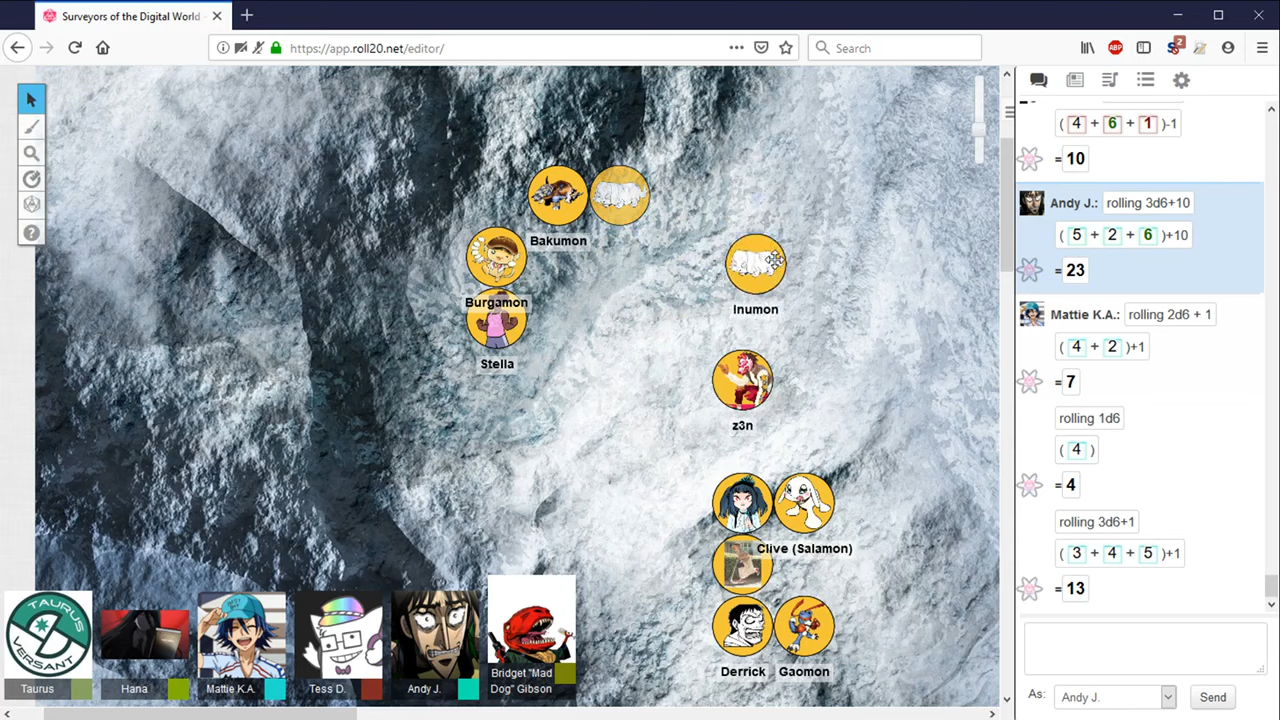 Surveyors of the Digital World
https://app.roll20.net/editor/
Search
ABP
2
( 4 + 6 + 1 )-1
= 10
Andy J.: rolling 3d6+10
( 5 + 2 + 6 )+10
= 23
Mattie K.A.: rolling 2d6 + 1
( 4 + 2 )+1
= 7
rolling 1d6
( 4 )
= 4
rolling 3d6+1
( 3 + 4 + 5 )+1
= 13
As: Andy J. Send
Bakumon
Burgamon
Stella
Inumon
z3n
Clive (Salamon)
Derrick
Gaomon
TAURUS
VERSANT
Taurus
Hana
Mattie K.A.
Tess D.
Andy J.
Bridget "Mad
Dog" Gibson